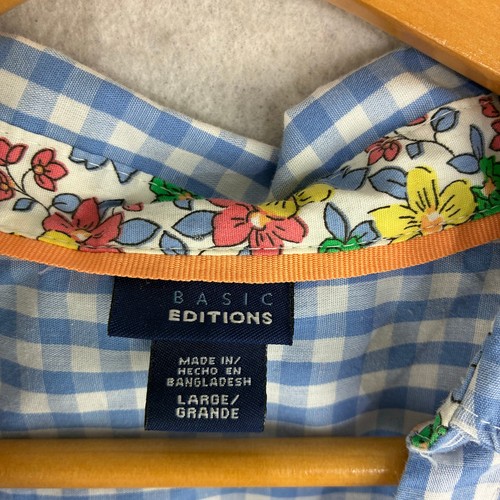 BASIC
EDITIONS
MADE IN/
HECHO EN
BANGLADESH
LARGE/
GRANDE